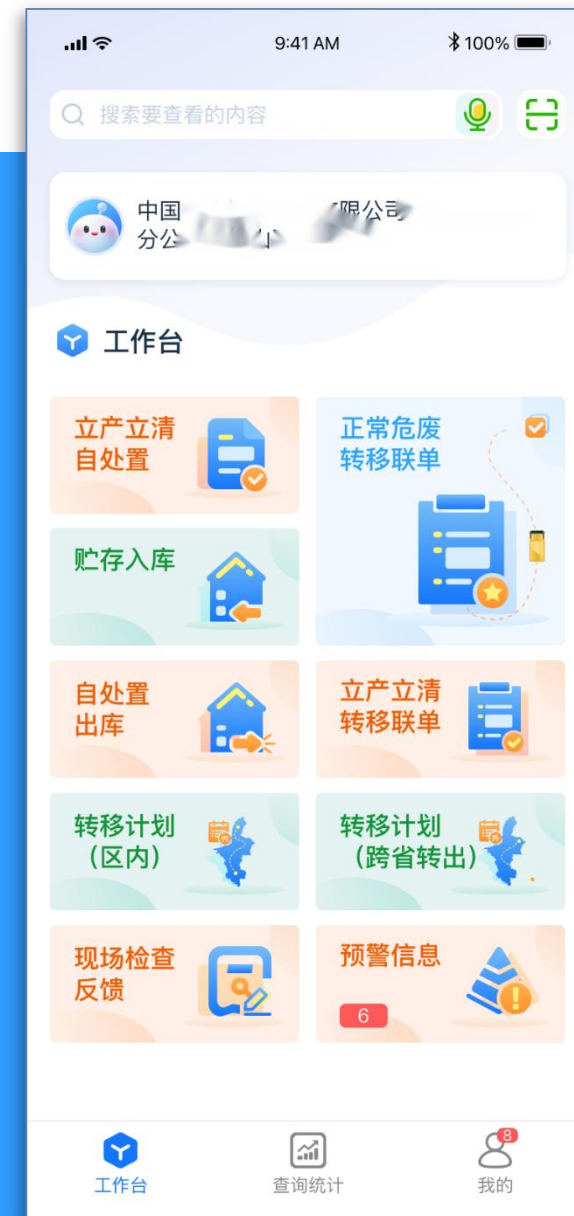 9:41 AM
100%
搜索要查看的内容
中国 限公司
分公
工作台
立产立清
自处置
正常危废
转移联单
贮存入库
自处置
出库
立产立清
转移联单
转移计划
（区内）
转移计划
（跨省转出）
现场检查
反馈
预警信息
6
8
工作台
查询统计
我的